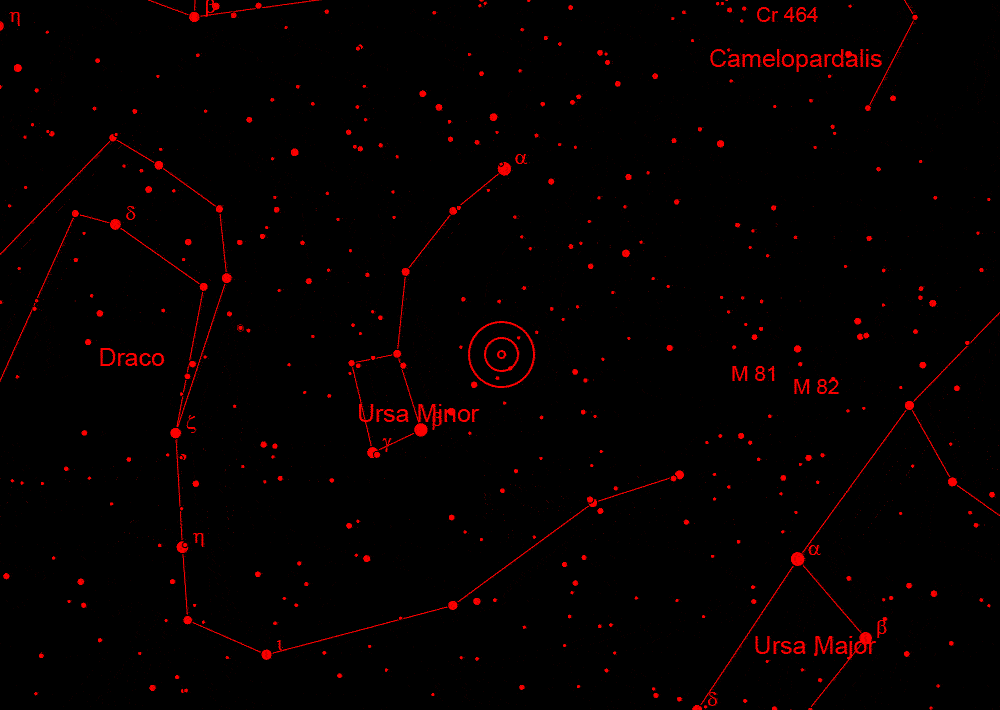 η
β
Cr 464
Camelopardalis
α
δ
Draco
M 81
M 82
Ursa Minor
β
ζ
γ
η
α
β
Ursa Major
ι
δ